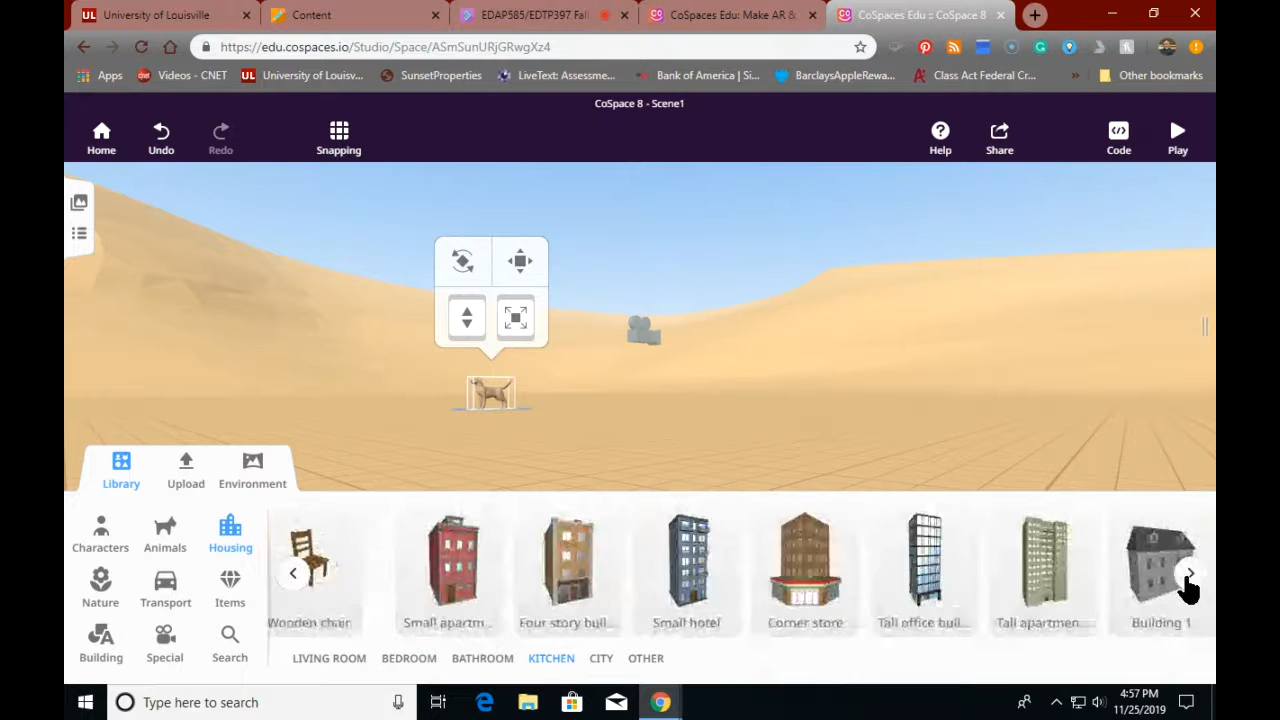 University of Louisville
Content
EDAP585/EDTP397 Fall
CoSpaces Edu: Make AR &
CoSpaces Edu :: CoSpace 8
https://edu.cospaces.io/Studio/Space/ASmSunURjGRwgXz4
Apps
Videos - CNET
University of Louisv...
SunsetProperties
LiveText: Assessme...
Bank of America | Si...
BarclaysAppleRewa...
Class Act Federal Cr...
Other bookmarks
CoSpace 8 - Scene1
Home
Undo
Redo
Snapping
Help
Share
Code
Play
Library
Upload
Environment
Characters
Animals
Housing
Nature
Transport
Items
Building
Special
Search
Wooden chair
Small apartm...
Four story buil...
Small hotel
Corner store
Tall office buil...
Tall apartmen...
Building 1
LIVING ROOM
BEDROOM
BATHROOM
KITCHEN
CITY
OTHER
Type here to search
4:57 PM
11/25/2019